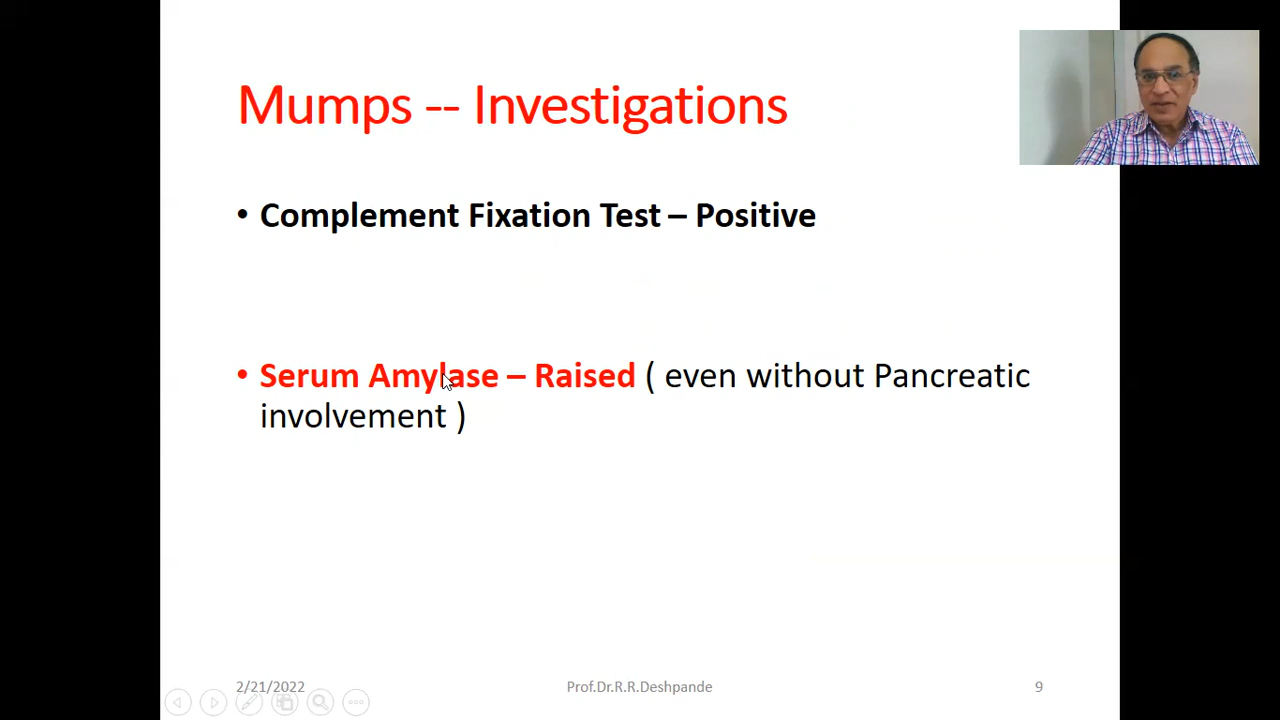 Mumps -- Investigations
• Complement Fixation Test – Positive
• Serum Amylase – Raised ( even without Pancreatic
involvement )
2/21/2022
Prof.Dr.R.R.Deshpande
9